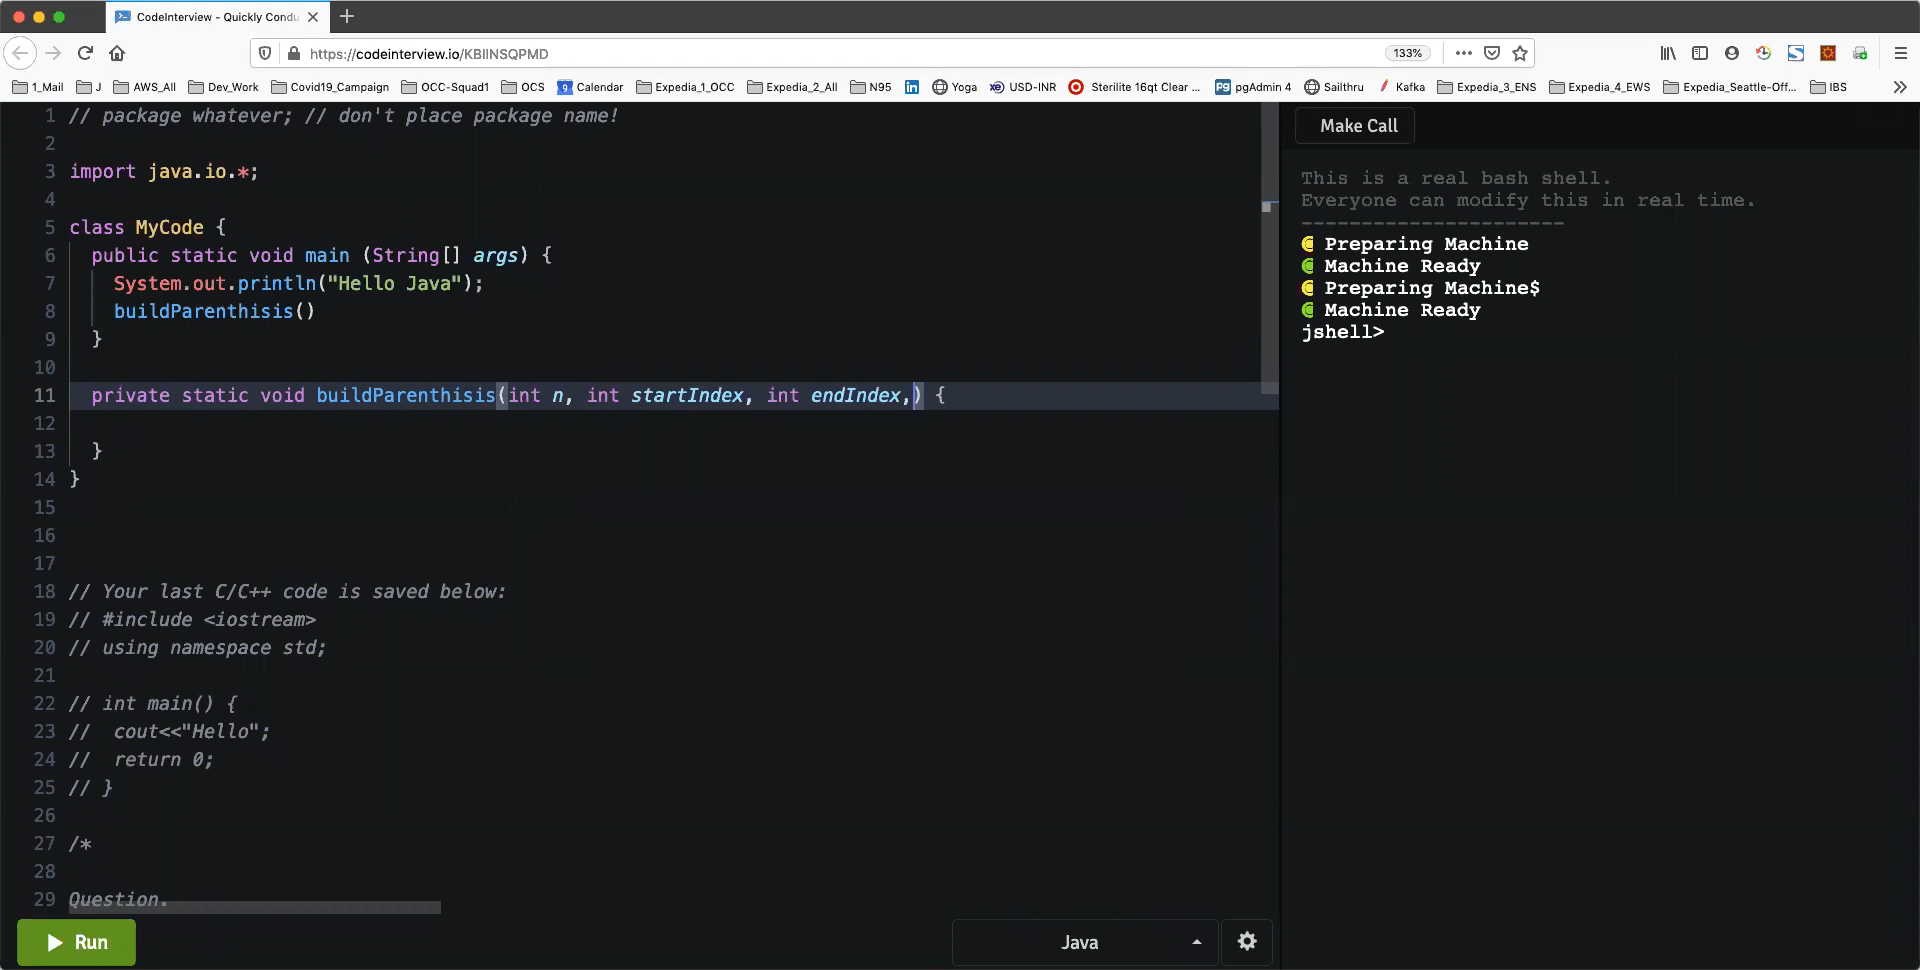 CodeInterview - Quickly Condu
https://codeinterview.io/KBIINSQPMD
133%
1_Mail J AWS_All Dev_Work Covid19_Campaign OCC-Squad1 OCS 9 Calendar Expedia_1_OCC Expedia_2_All N95 in Yoga xe USD-INR Sterilite 16qt Clear ... Pg pgAdmin 4 Sailthru Kafka Expedia_3_ENS Expedia_4_EWS Expedia_Seattle-Off... IBS
1 // package whatever; // don't place package name!
2
3 import java.io.*;
4
5 class MyCode {
6 public static void main (String[] args) {
7 System.out.println("Hello Java");
8 buildParenthisis()
9 }
10
11 private static void buildParenthisis(int n, int startIndex, int endIndex,) {
12
13 }
14 }
15
16
17
18 // Your last C/C++ code is saved below:
19 // #include <iostream>
20 // using namespace std;
21
22 // int main() {
23 // cout<<"Hello";
24 // return 0;
25 // }
26
27 /*
28
29 Question.
Run
Java
Make Call
This is a real bash shell.
Everyone can modify this in real time.
----------------------
Preparing Machine
Machine Ready
Preparing Machine$
Machine Ready
jshell>